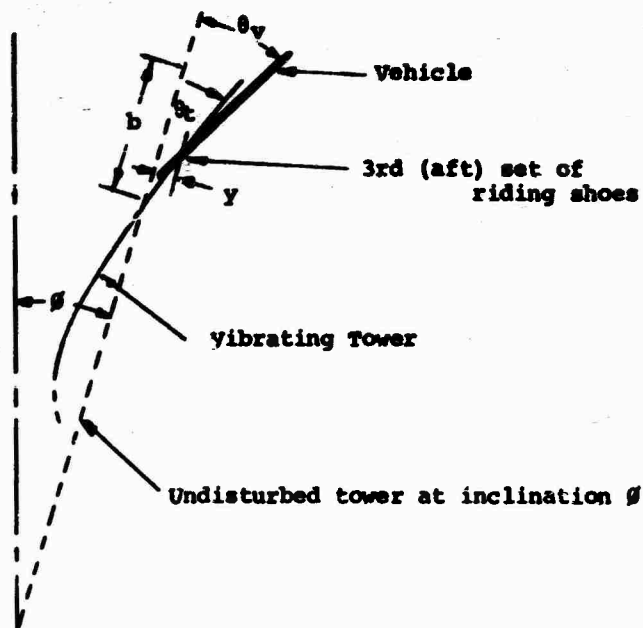 θv
Vehicle
b
θt
3rd (aft) set of
riding shoes
y
ø
Vibrating Tower
Undisturbed tower at inclination ø